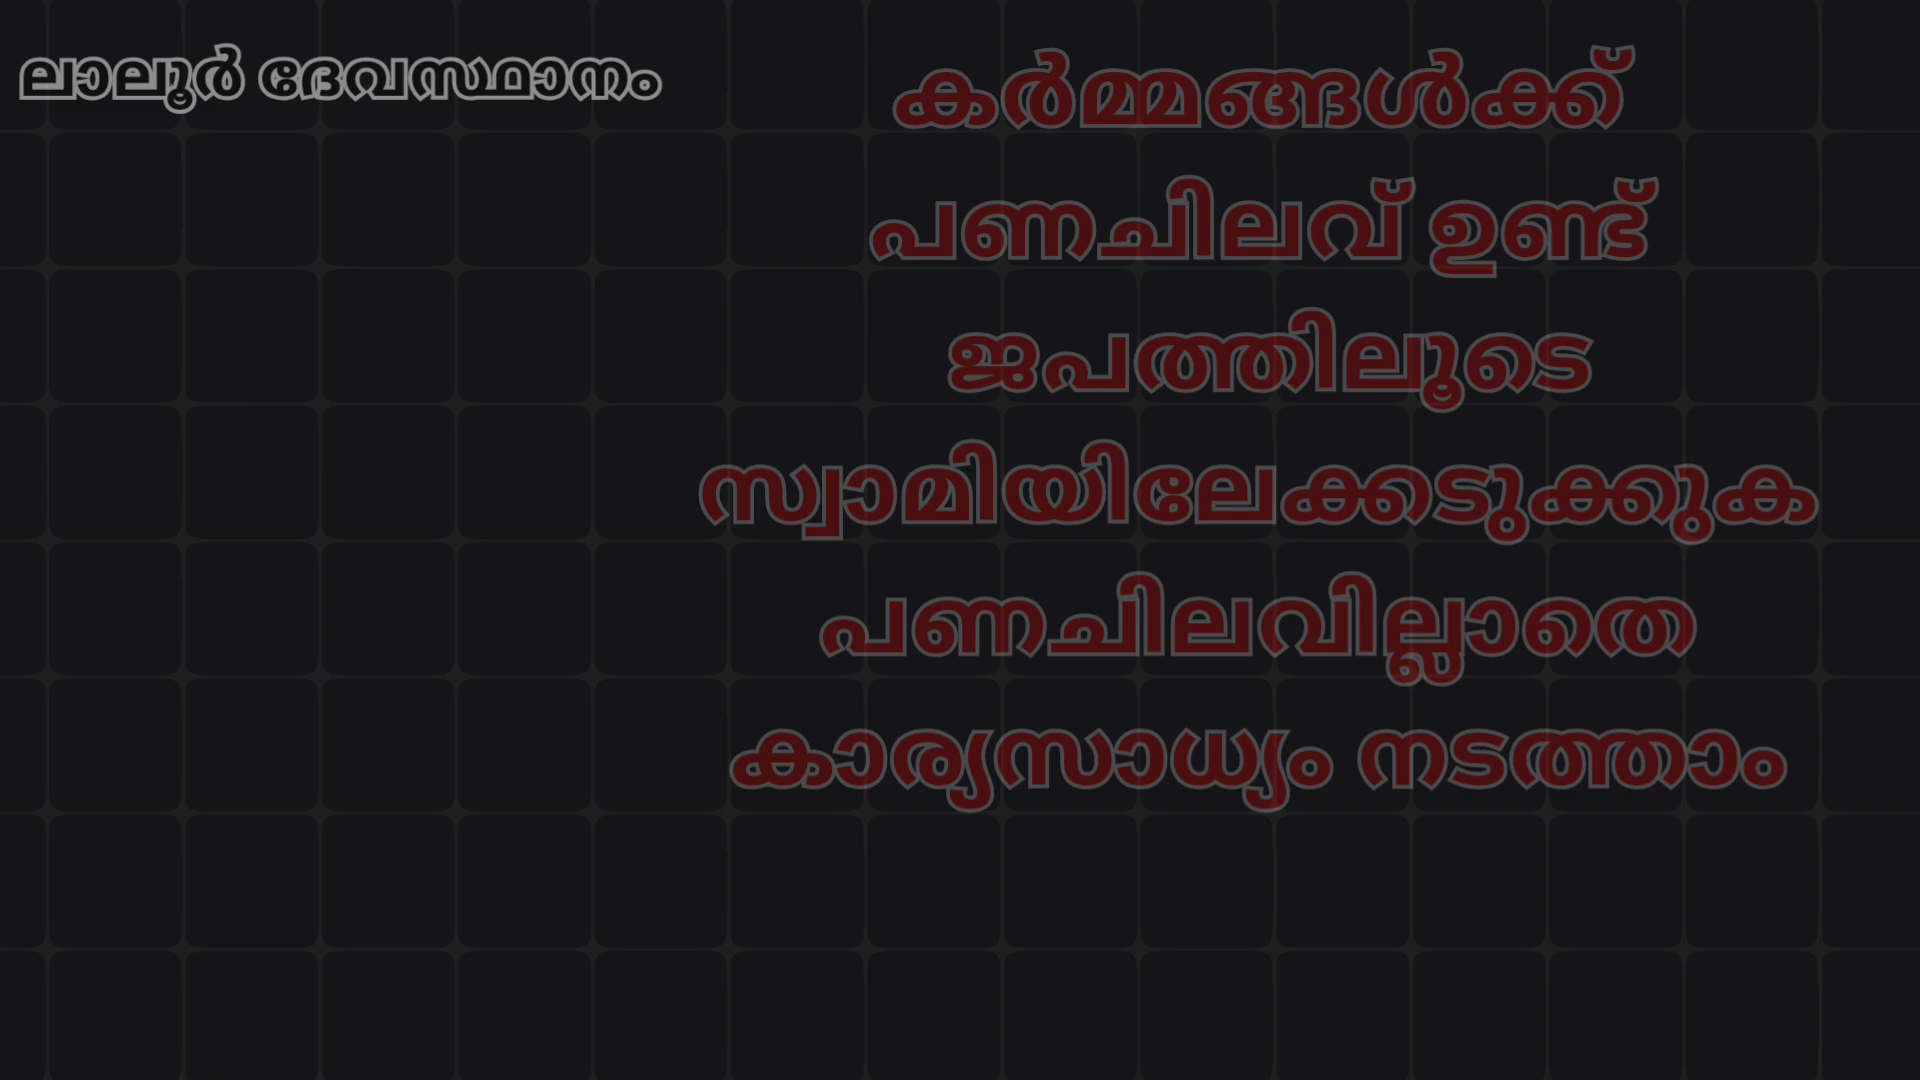 ലാലൂർ ദേവസ്ഥാനം
കർമ്മങ്ങൾക്ക്
പണചിലവ് ഉണ്ട്
ജപത്തിലൂടെ
സ്വാമിയിലേക്കടുക്കുക
പണചിലവില്ലാതെ
കാര്യസാധ്യം നടത്താം